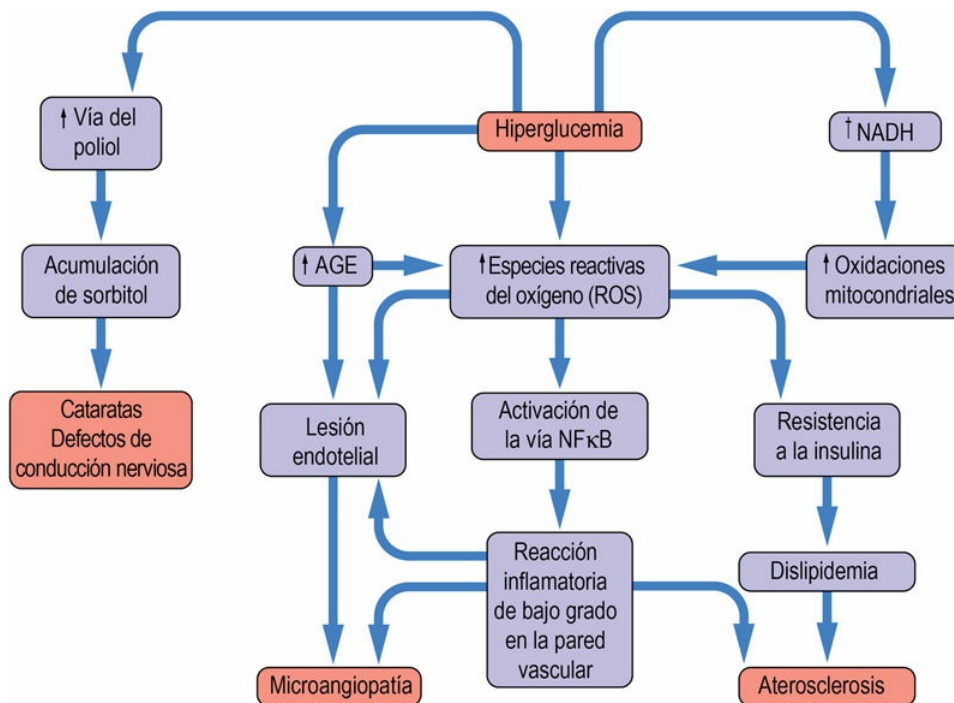 ↑ Vía del
poliol
Hiperglucemia
† NADH
Acumulación
de sorbitol
↑ AGE
↑ Especies reactivas
del oxígeno (ROS)
↑ Oxidaciones
mitocondriales
Cataratas
Defectos de
conducción nerviosa
Lesión
endotelial
Activación de
la vía NFκB
Resistencia
a la insulina
Reacción
inflamatoria
de bajo grado
en la pared
vascular
Dislipidemia
Microangiopatía
Aterosclerosis